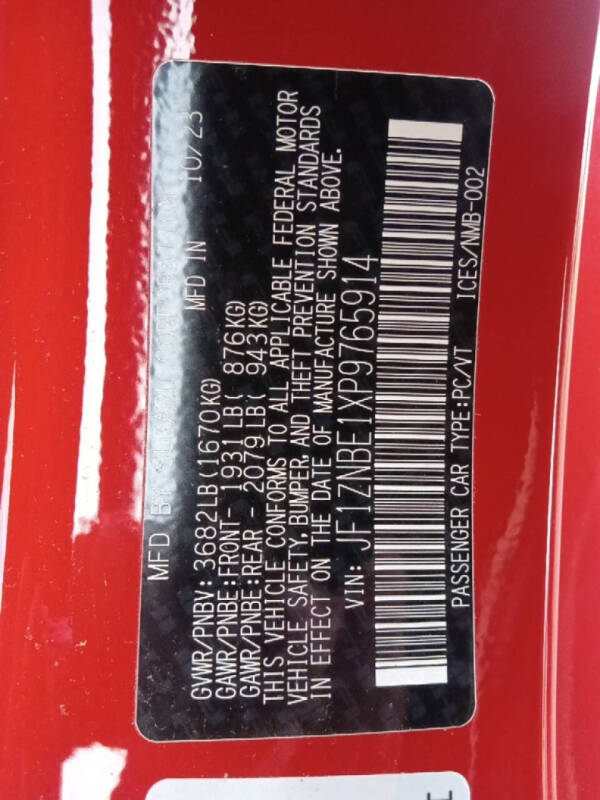 MFD
MFD IN 10/23
GVWR/PNBV: 3682LB(1670KG)
GAWR/PNBE:FRONT- 1931LB( 876KG)
GAWR/PNBE:REAR - 2079LB( 943KG)
THIS VEHICLE CONFORMS TO ALL APPLICABLE FEDERAL MOTOR
VEHICLE SAFETY, BUMPER, AND THEFT PREVENTION STANDARDS
IN EFFECT ON THE DATE OF MANUFACTURE SHOWN ABOVE.
VIN: JF1ZNBE1XP9765914
PASSENGER CAR TYPE:PC/VT ICES/NMB-002